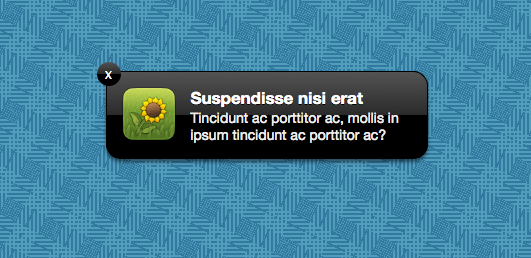 x
Suspendisse nisi erat
Tincidunt ac porttitor ac, mollis in
ipsum tincidunt ac porttitor ac?